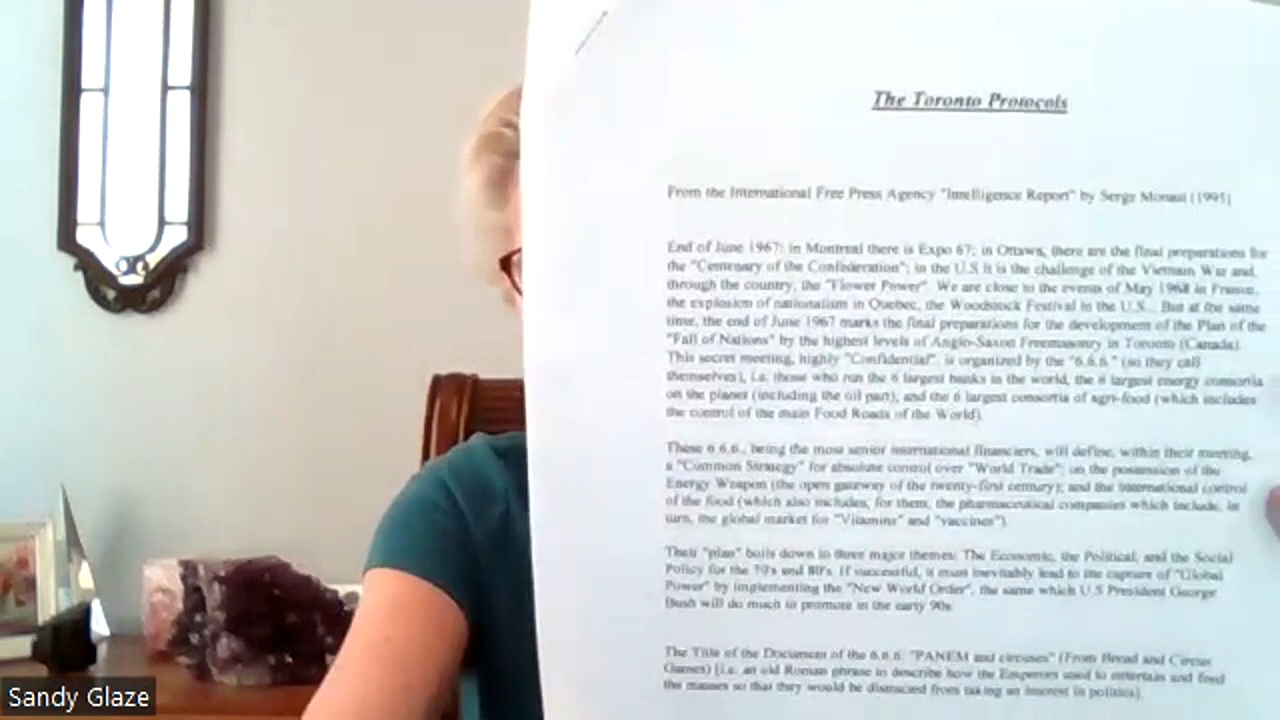 The Toronto Protocols
From the International Free Press Agency "Intelligence Report" by Serge Monast (1995)
End of June 1967: in Montreal there is Expo 67; in Ottawa, there are the final preparations for
the "Centenary of the Confederation"; in the U.S it is the challenge of the Vietnam War and,
through the country, the "Flower Power". We are close to the events of May 1968 in France,
the explosion of nationalism in Quebec, the Woodstock Festival in the U.S... But at the same
time, the end of June 1967 marks the final preparations for the development of the Plan of the
"Fall of Nations" by the highest levels of Anglo-Saxon Freemasonry in Toronto (Canada).
This secret meeting, highly "Confidential", is organized by the "6.6.6." (so they call
themselves), i.e. those who run the 6 largest banks in the world, the 6 largest energy consortia
on the planet (including the oil part), and the 6 largest consortia of agri-food (which includes
the control of the main Food Roads of the World).
These 6.6.6., being the most senior international financiers, will define, within their meeting,
a "Common Strategy" for absolute control over "World Trade"; on the possession of the
Energy Weapon (the open gateway of the twenty-first century); and the international control
of the food (which also includes, for them, the pharmaceutical companies which include, in
turn, the global market for "Vitamins" and "vaccines").
Their "plan" boils down to three major themes: The Economic, the Political, and the Social
Policy for the 70's and 80's. If successful, it must inevitably lead to the capture of "Global
Power" by implementing the "New World Order", the same which U.S President George
Bush will do much to promote in the early 90s.
The Title of the Document of the 6.6.6: "PANEM and circuses" (From Bread and Circus
Games) [i.e. an old Roman phrase to describe how the Emperors used to entertain and feed
the masses so that they would be distracted from taking an interest in politics].
Sandy Glaze